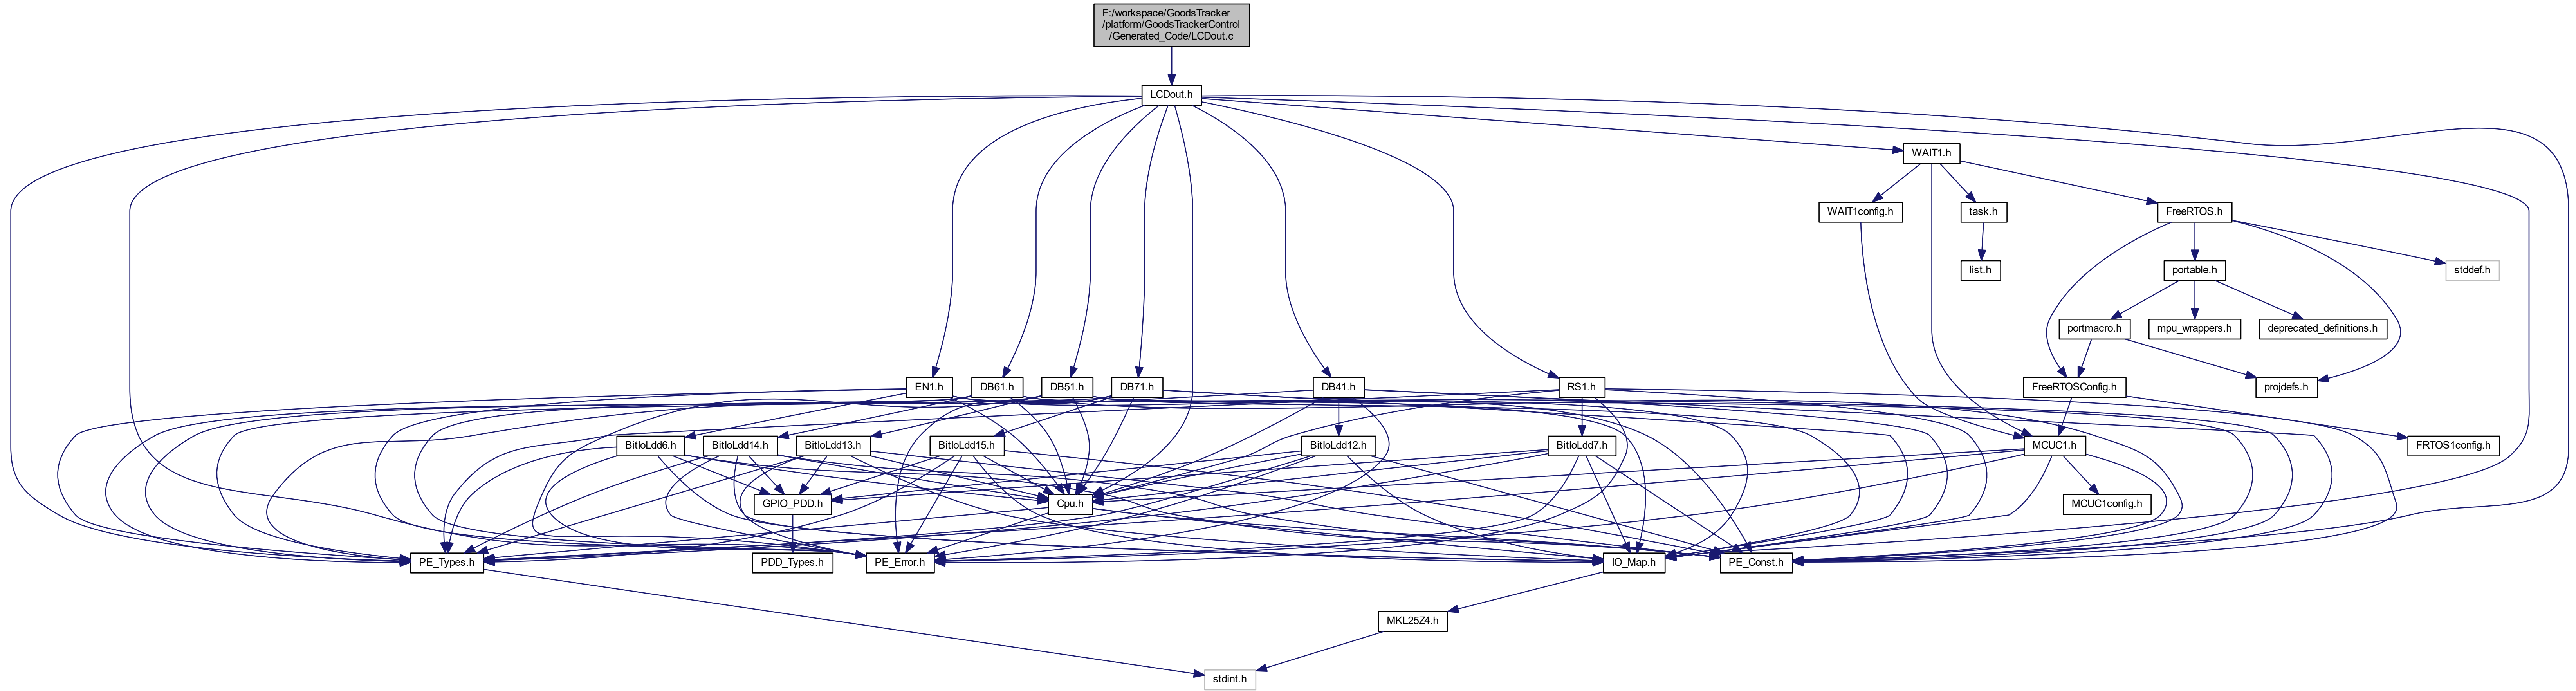 F:/workspace/GoodsTracker
/platform/GoodsTrackerControl
/Generated_Code/LCDout.c
LCDout.h
WAIT1.h
WAIT1config.h
task.h
FreeRTOS.h
list.h
portable.h
stddef.h
portmacro.h
mpu_wrappers.h
deprecated_definitions.h
EN1.h
DB61.h
DB51.h
DB71.h
DB41.h
RS1.h
FreeRTOSConfig.h
projdefs.h
BitIoLdd6.h
BitIoLdd14.h
BitIoLdd13.h
BitIoLdd15.h
BitIoLdd12.h
BitIoLdd7.h
MCUC1.h
FRTOS1config.h
GPIO_PDD.h
Cpu.h
MCUC1config.h
PE_Types.h
PDD_Types.h
PE_Error.h
IO_Map.h
PE_Const.h
MKL25Z4.h
stdint.h